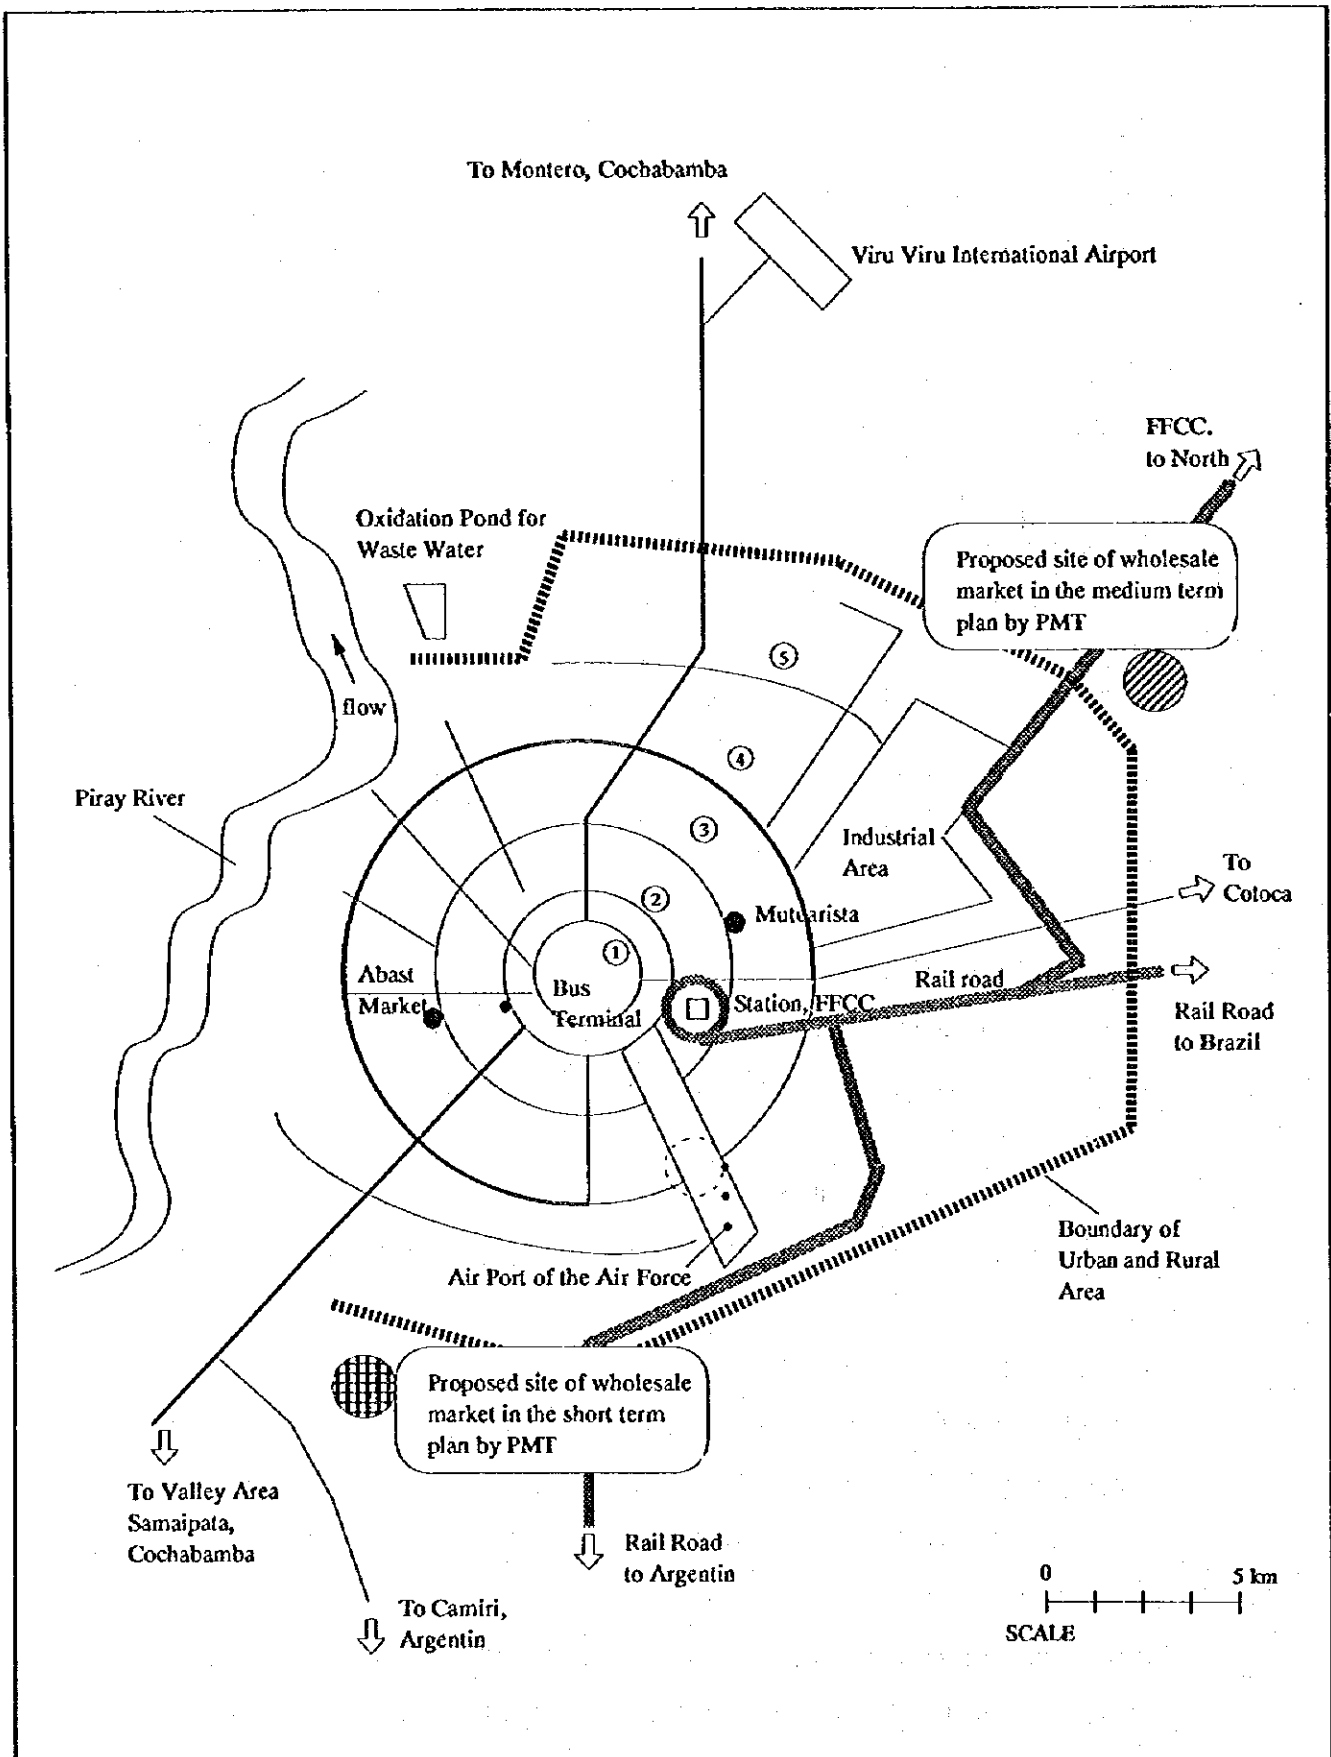 To Montero, Cochabamba
Viru Viru International Airport
FFCC.
to North
Oxidation Pond for
Waste Water
Proposed site of wholesale
market in the medium term
plan by PMT
5
flow
4
Piray River
3
Industrial
Area
To
Cotoca
2
Mutuarista
1
Abast
Market
Bus
Terminal
Station, FFCC
Rail road
Rail Road
to Brazil
Boundary of
Urban and Rural
Area
Air Port of the Air Force
Proposed site of wholesale
market in the short term
plan by PMT
To Valley Area
Samaipata,
Cochabamba
Rail Road
to Argentin
To Camiri,
Argentin
0 5 km
SCALE